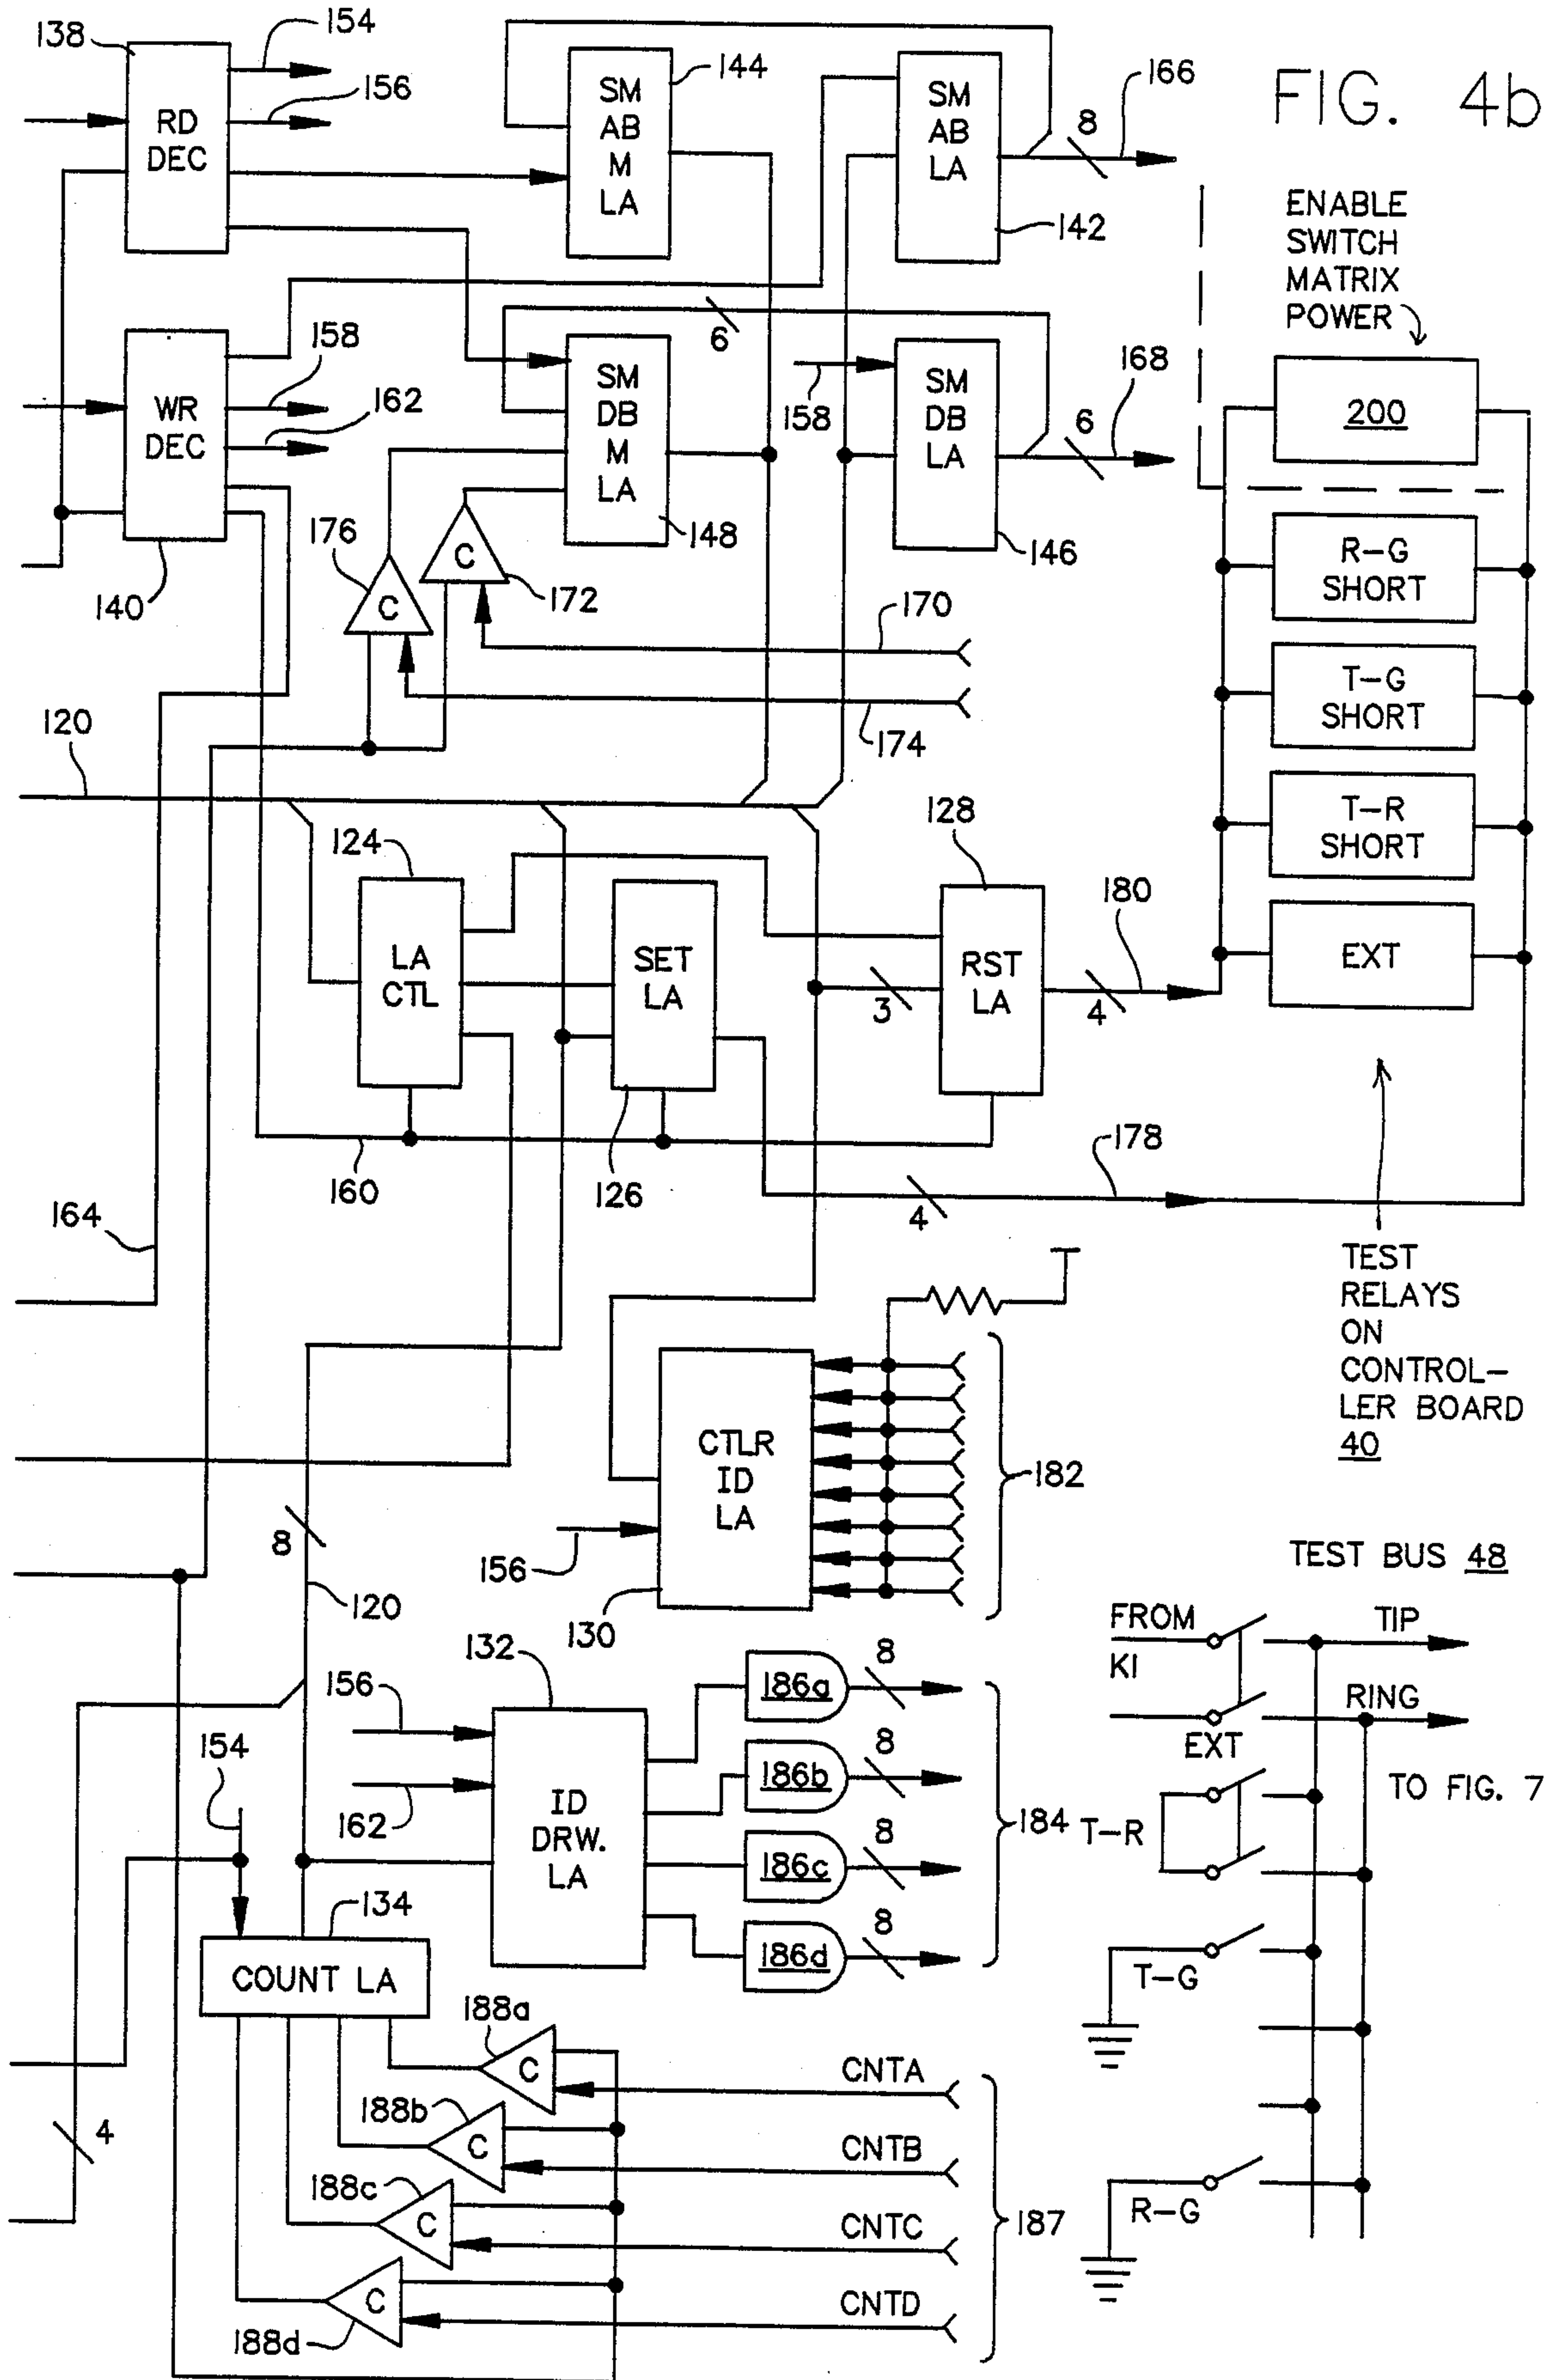 FIG. 4b
138
154
156
RD
DEC
144
SM
AB
M
LA
SM
AB
LA
142
8
166
ENABLE
SWITCH
MATRIX
POWER
200
WR
DEC
140
158
162
6
SM
DB
M
LA
148
158
SM
DB
LA
146
6
168
176
C
C
172
170
174
R-G
SHORT
T-G
SHORT
T-R
SHORT
EXT
120
124
LA
CTL
SET
LA
126
128
RST
LA
3
4
180
160
164
4
178
TEST
RELAYS
ON
CONTROL-
LER BOARD
40
CTLR
ID
LA
130
156
182
8
120
132
156
162
ID
DRW.
LA
186a
8
186b
8
186c
8
186d
8
184
154
134
COUNT LA
4
188a
C
CNTA
188b
C
CNTB
188c
C
CNTC
188d
C
CNTD
187
TEST BUS 48
FROM
K1
TIP
RING
EXT
TO FIG. 7
T-R
T-G
R-G